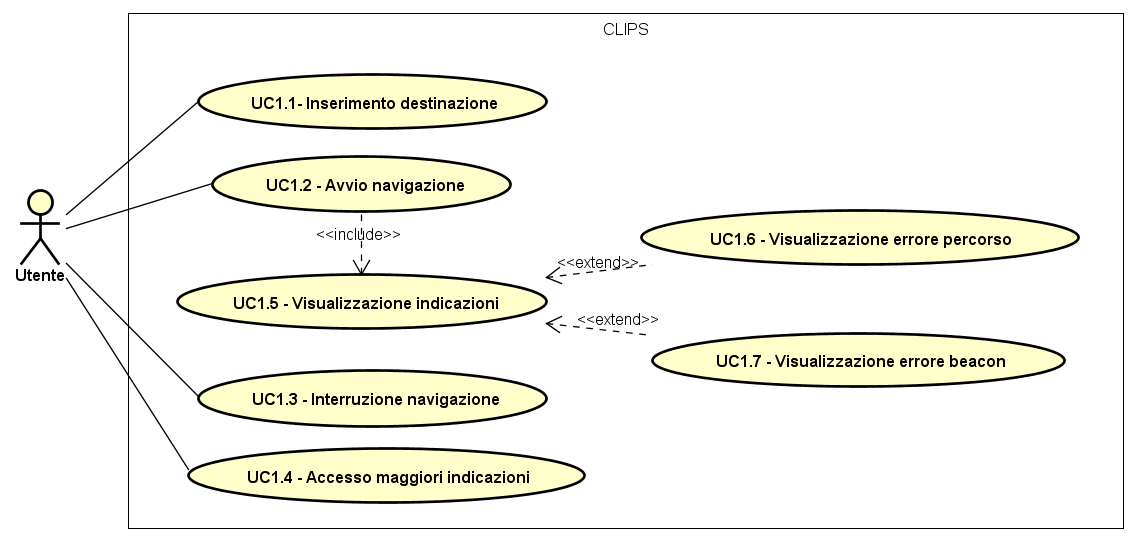 CLIPS
UC1.1- Inserimento destinazione
UC1.2 - Avvio navigazione
<<include>>
UC1.6 - Visualizzazione errore percorso
<<extend>>
Utente
UC1.5 - Visualizzazione indicazioni
<<extend>>
UC1.7 - Visualizzazione errore beacon
UC1.3 - Interruzione navigazione
UC1.4 - Accesso maggiori indicazioni